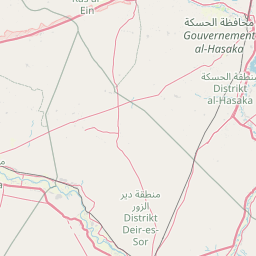 Ras al-
Ain
محافظة الحسكة
Gouvernement
al-Hasaka
منطقة الحسكة
Distrikt
al-Hasaka
منطقة دير
الزور
Distrikt
Deir-es-
Sor